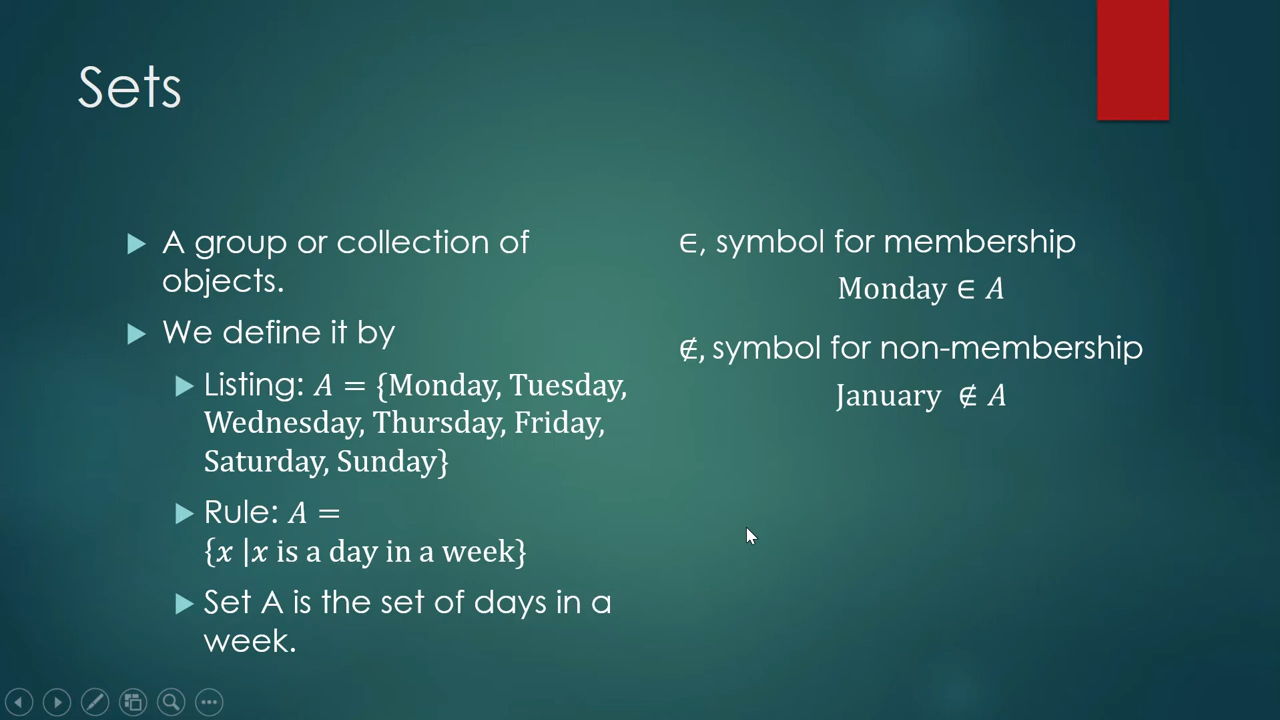 Sets
A group or collection of
objects.
We define it by
Listing: A = {Monday, Tuesday,
Wednesday, Thursday, Friday,
Saturday, Sunday}
Rule: A =
{x |x is a day in a week}
Set A is the set of days in a
week.
∈, symbol for membership
Monday ∈ A
∉, symbol for non-membership
January ∉ A